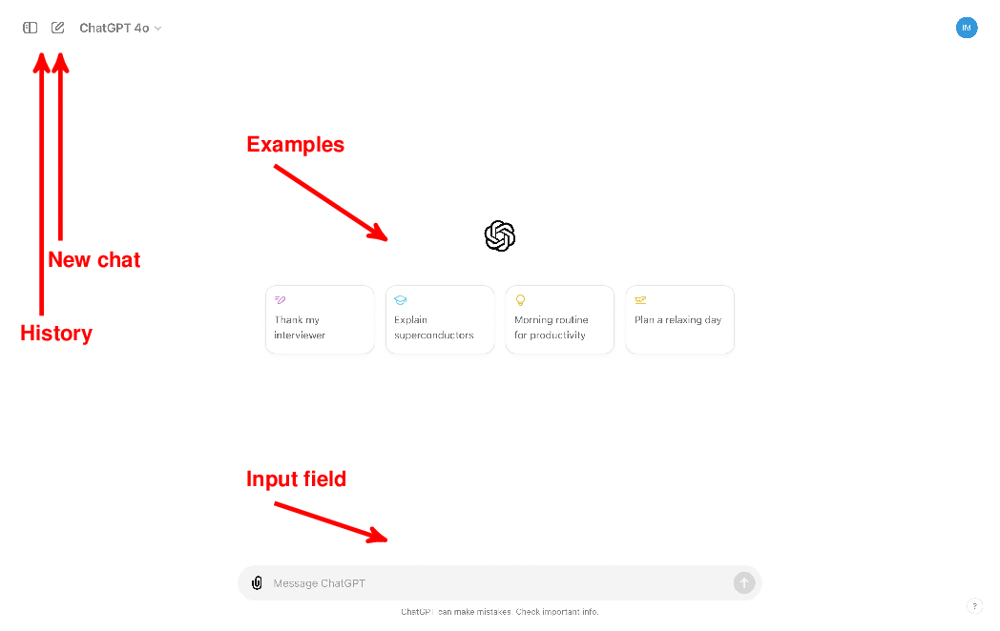 ChatGPT 4o
IM
Examples
New chat
History
Thank my
interviewer
Explain
superconductors
Morning routine
for productivity
Plan a relaxing day
Input field
Message ChatGPT
ChatGPT can make mistakes. Check important info.
?